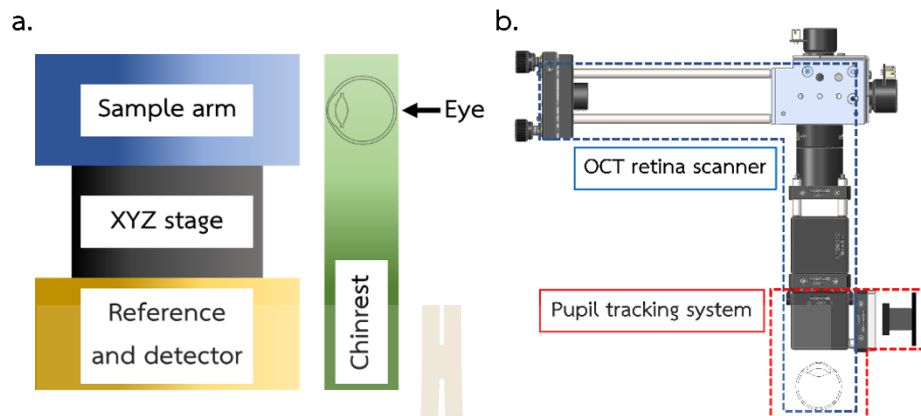 a.
Sample arm
XYZ stage
Reference
and detector
Chinrest
Eye
b.
OCT retina scanner
Pupil tracking system